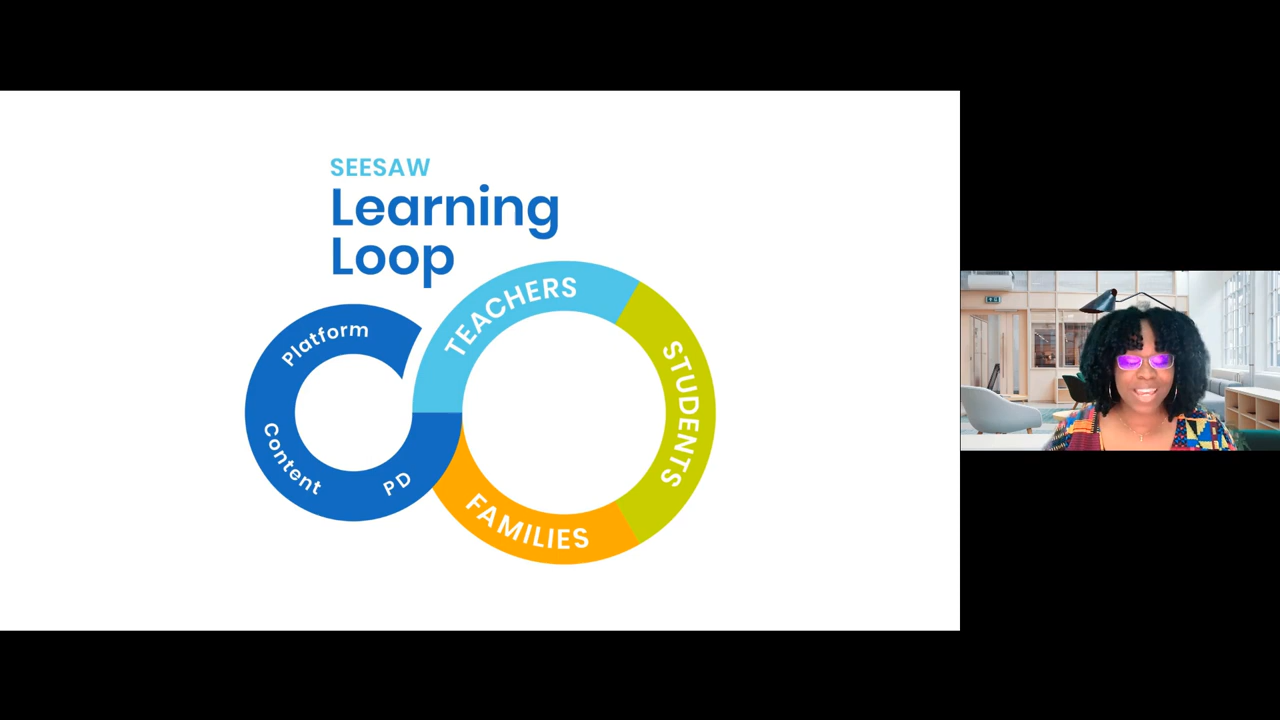 SEESAW
Learning
Loop
TEACHERS
STUDENTS
FAMILIES
Platform
Content
PD